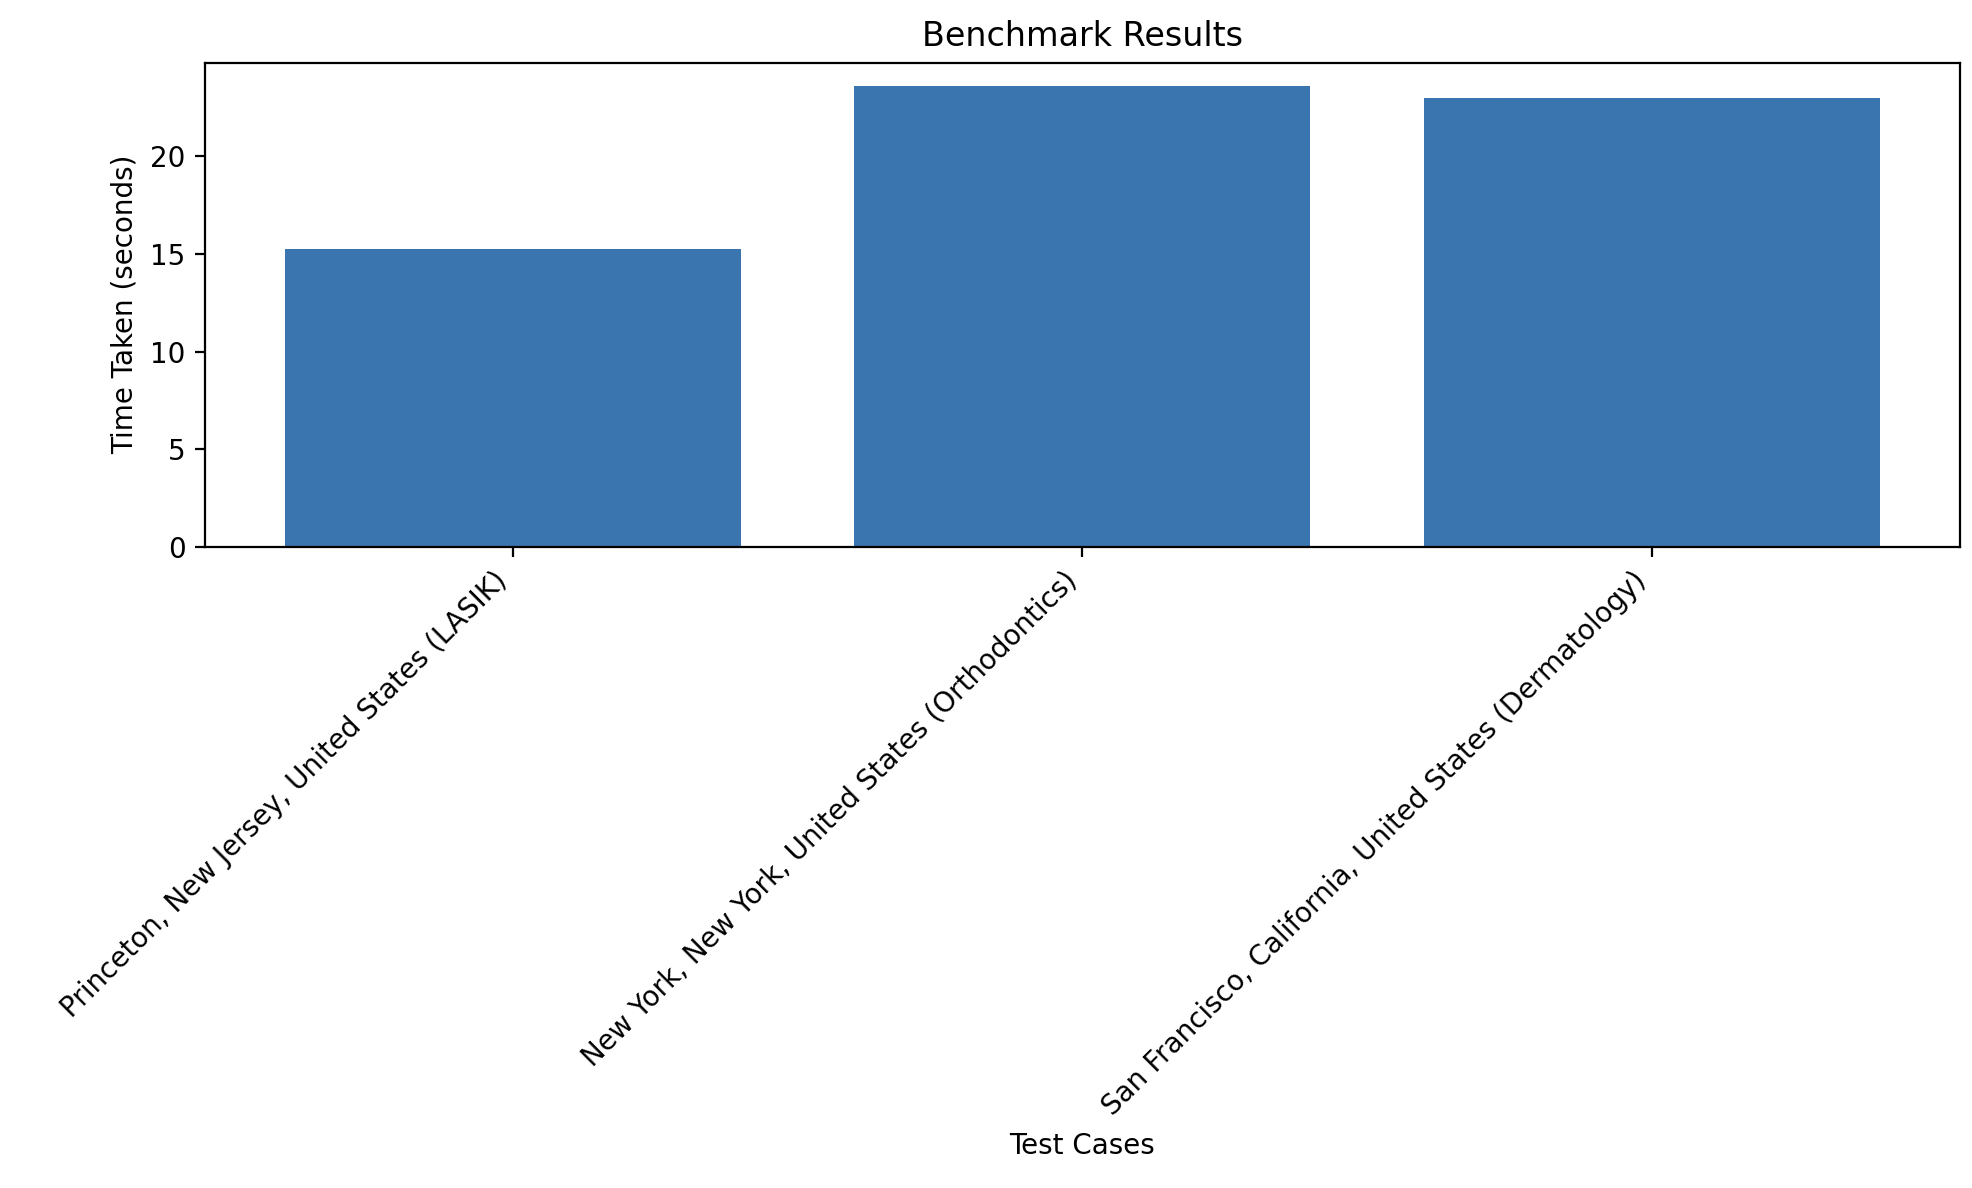 Benchmark Results
Time Taken (seconds)
20
15
10
5
0
Princeton, New Jersey, United States (LASIK)
New York, New York, United States (Orthodontics)
San Francisco, California, United States (Dermatology)
Test Cases